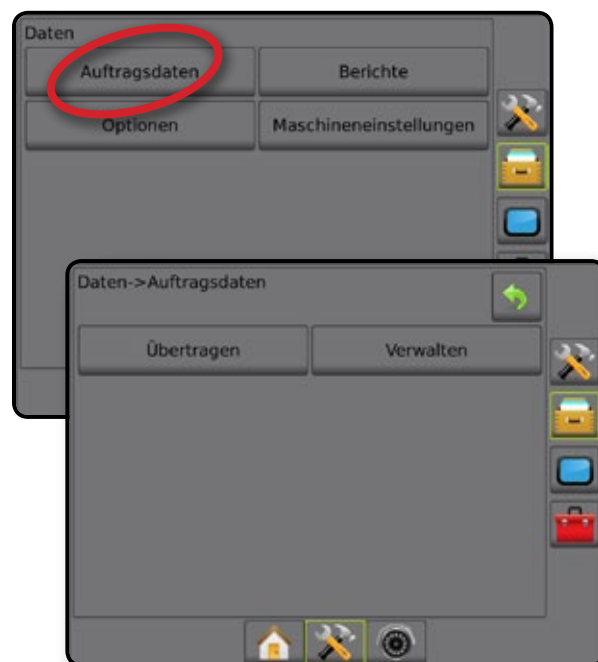 Daten
Auftragsdaten Berichte
Optionen Maschineneinstellungen
Daten->Auftragsdaten
Übertragen Verwalten